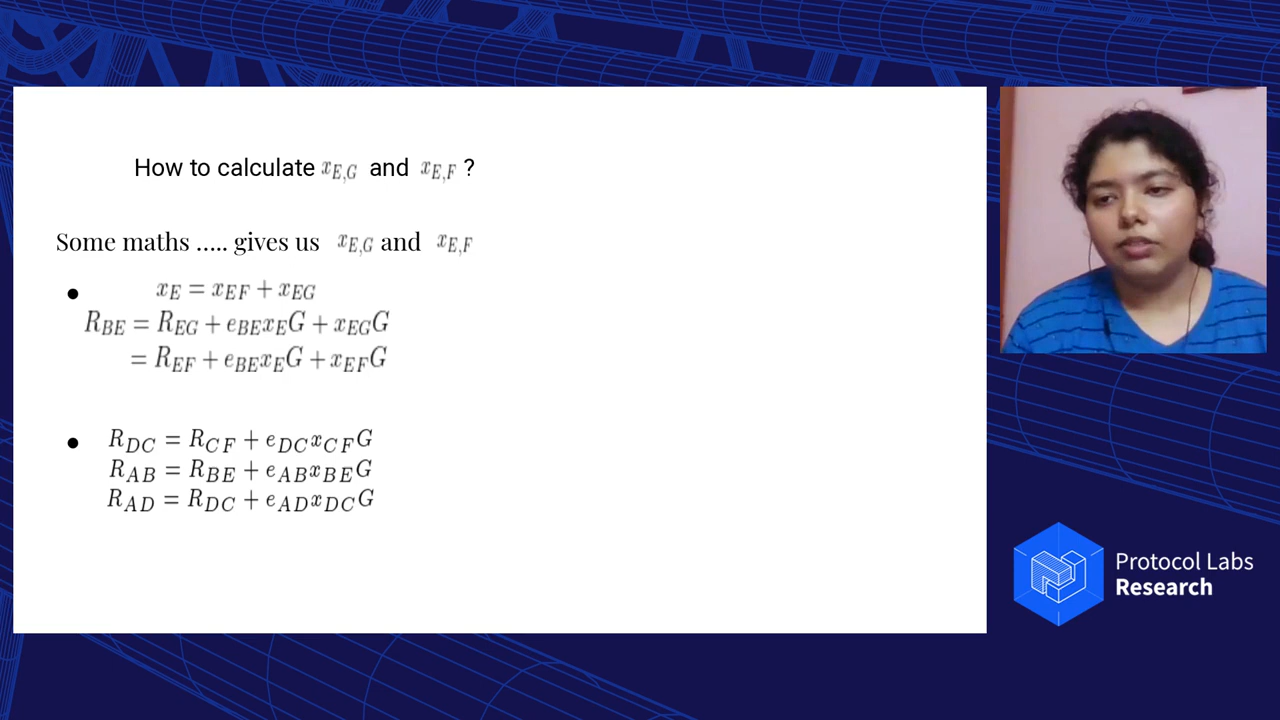 How to calculate x_{E,G} and x_{E,F} ?
Some maths ..... gives us x_{E,G} and x_{E,F}
● x_E = x_{EF} + x_{EG}
R_{BE} = R_{EG} + e_{BE}x_EG + x_{EG}G
= R_{EF} + e_{BE}x_EG + x_{EF}G
● R_{DC} = R_{CF} + e_{DC}x_{CF}G
R_{AB} = R_{BE} + e_{AB}x_{BE}G
R_{AD} = R_{DC} + e_{AD}x_{DC}G
Protocol Labs
Research